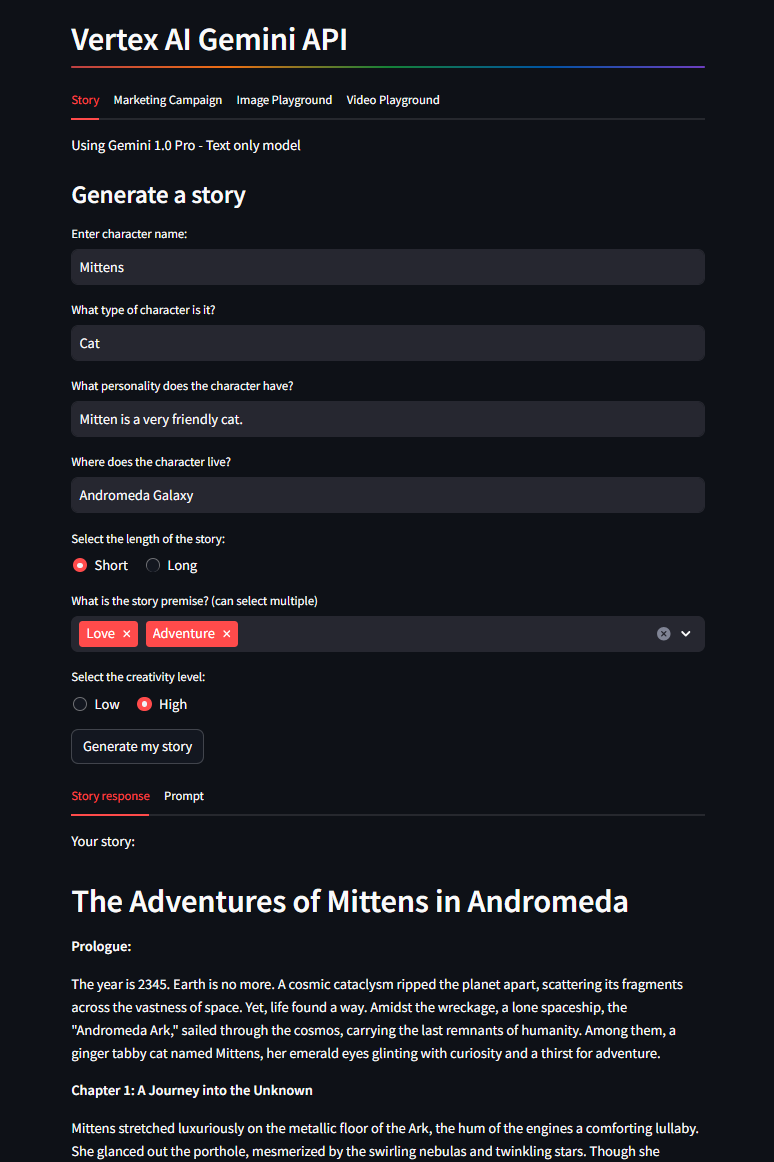 Vertex AI Gemini API
Story Marketing Campaign Image Playground Video Playground
Using Gemini 1.0 Pro - Text only model
Generate a story
Enter character name:
Mittens
What type of character is it?
Cat
What personality does the character have?
Mitten is a very friendly cat.
Where does the character live?
Andromeda Galaxy
Select the length of the story:
Short Long
What is the story premise? (can select multiple)
Love × Adventure ×
Select the creativity level:
Low High
Generate my story
Story response Prompt
Your story:
The Adventures of Mittens in Andromeda
Prologue:
The year is 2345. Earth is no more. A cosmic cataclysm ripped the planet apart, scattering its fragments
across the vastness of space. Yet, life found a way. Amidst the wreckage, a lone spaceship, the
"Andromeda Ark," sailed through the cosmos, carrying the last remnants of humanity. Among them, a
ginger tabby cat named Mittens, her emerald eyes glinting with curiosity and a thirst for adventure.
Chapter 1: A Journey into the Unknown
Mittens stretched luxuriously on the metallic floor of the Ark, the hum of the engines a comforting lullaby.
She glanced out the porthole, mesmerized by the swirling nebulas and twinkling stars. Though she